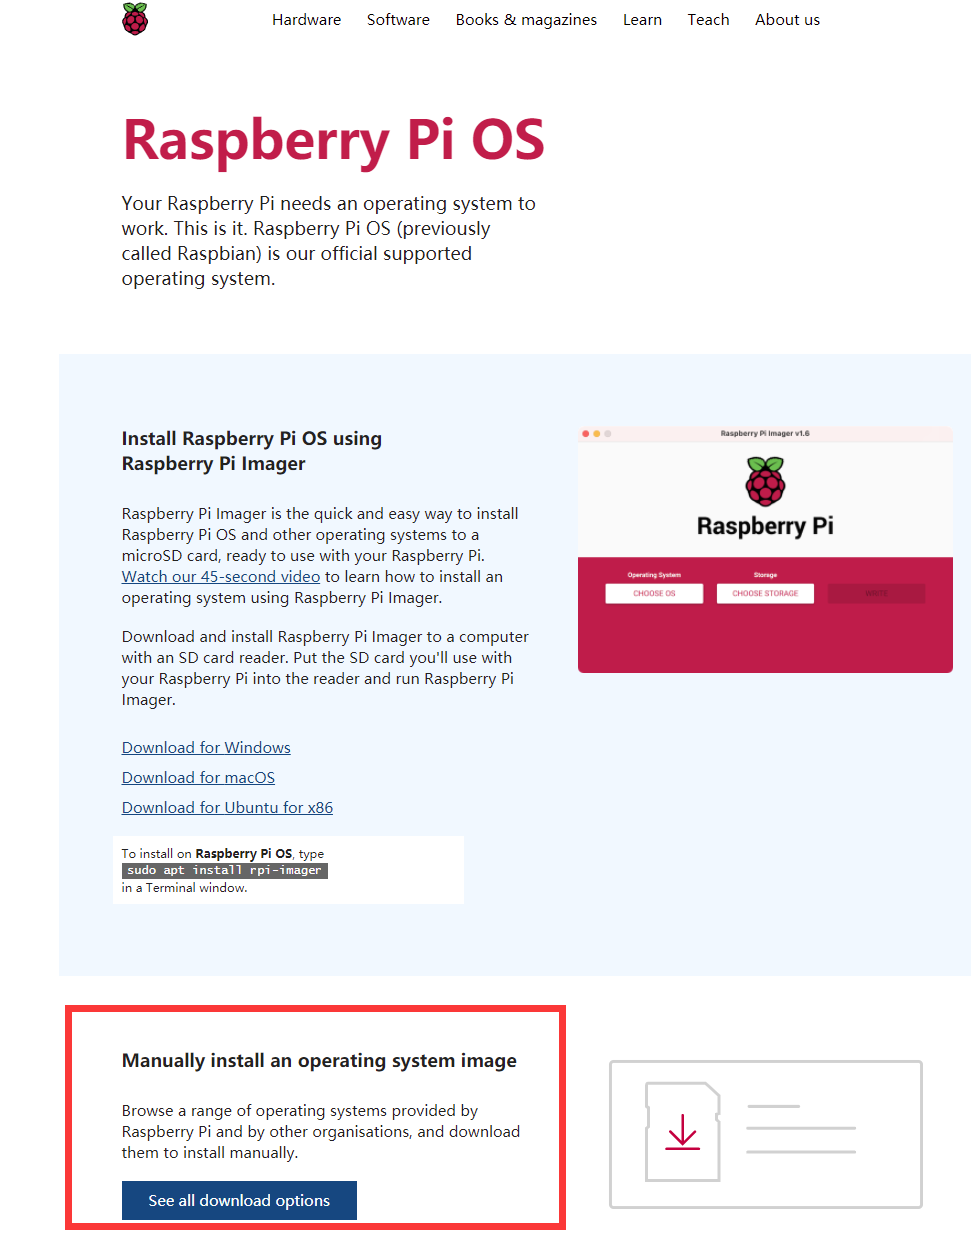 Hardware Software Books & magazines Learn Teach About us
Raspberry Pi OS
Your Raspberry Pi needs an operating system to
work. This is it. Raspberry Pi OS (previously
called Raspbian) is our official supported
operating system.
Install Raspberry Pi OS using
Raspberry Pi Imager
Raspberry Pi Imager is the quick and easy way to install
Raspberry Pi OS and other operating systems to a
microSD card, ready to use with your Raspberry Pi.
Watch our 45-second video to learn how to install an
operating system using Raspberry Pi Imager.
Download and install Raspberry Pi Imager to a computer
with an SD card reader. Put the SD card you'll use with
your Raspberry Pi into the reader and run Raspberry Pi
Imager.
Download for Windows
Download for macOS
Download for Ubuntu for x86
To install on Raspberry Pi OS, type
sudo apt install rpi-imager
in a Terminal window.
Raspberry Pi Imager v1.6
Raspberry Pi
Operating System Storage
CHOOSE OS CHOOSE STORAGE WRITE
Manually install an operating system image
Browse a range of operating systems provided by
Raspberry Pi and by other organisations, and download
them to install manually.
See all download options